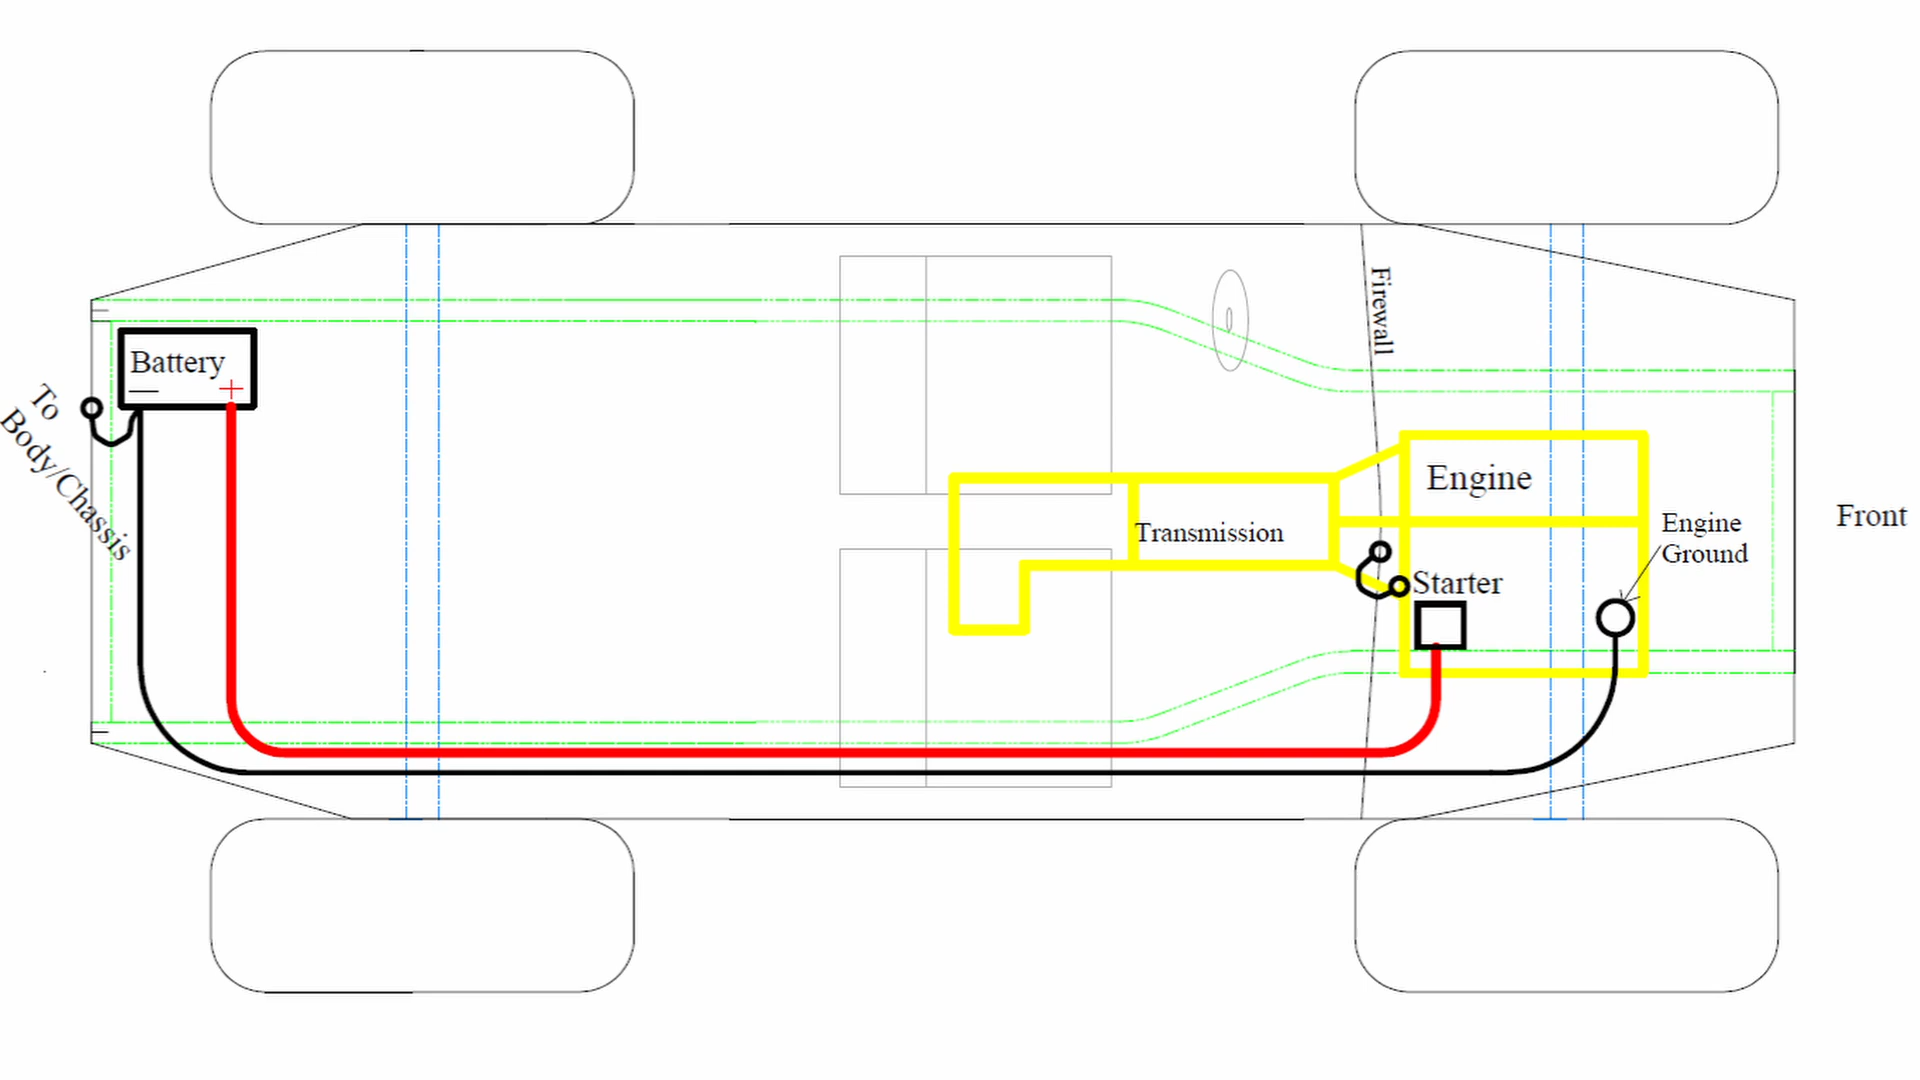 Firewall
Battery
— +
To
Body/Chassis
Engine
Transmission
Engine
Ground
Front
Starter